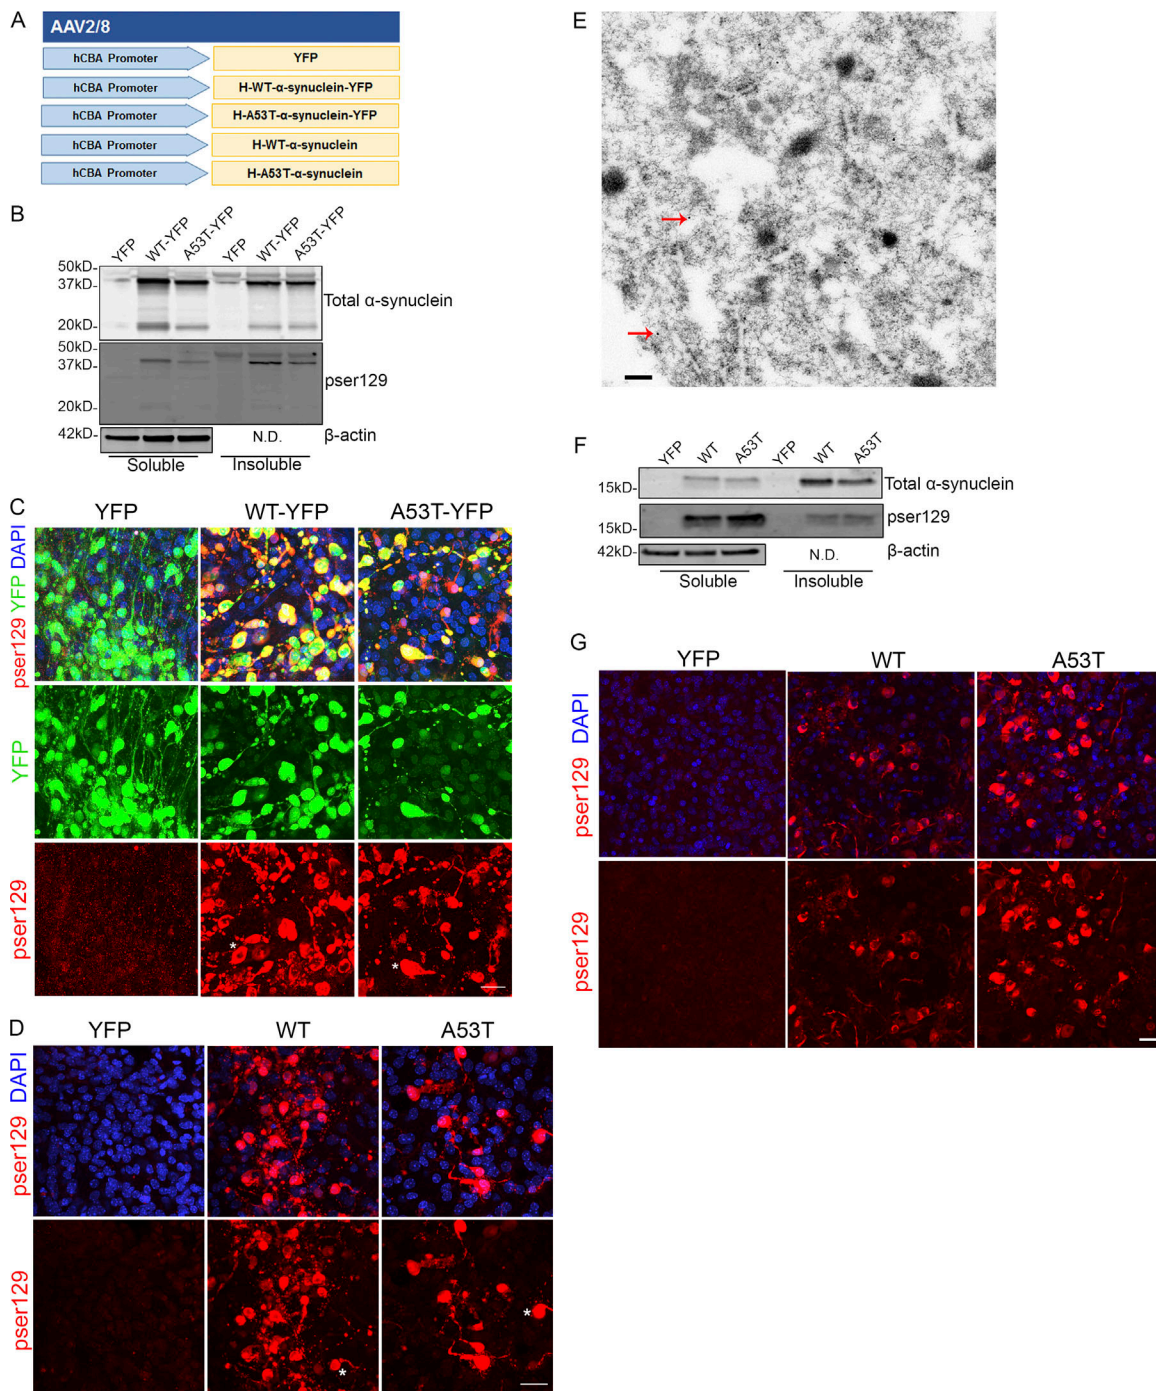 A
AAV2/8
hCBA Promoter YFP
hCBA Promoter H-WT-α-synuclein-YFP
hCBA Promoter H-A53T-α-synuclein-YFP
hCBA Promoter H-WT-α-synuclein
hCBA Promoter H-A53T-α-synuclein
B
YFP WT-YFP A53T-YFP YFP WT-YFP A53T-YFP
50kD-
37kD-
Total α-synuclein
20kD-
50kD-
37kD-
pser129
20kD-
42kD-
N.D.
β-actin
Soluble Insoluble
C
YFP WT-YFP A53T-YFP
pser129 YFP DAPI
YFP
pser129
*
*
D
YFP WT A53T
pser129 DAPI
pser129
*
*
E
F
YFP WT A53T YFP WT A53T
15kD-
Total α-synuclein
15kD-
pser129
42kD-
N.D.
β-actin
Soluble Insoluble
G
YFP WT A53T
pser129 DAPI
pser129